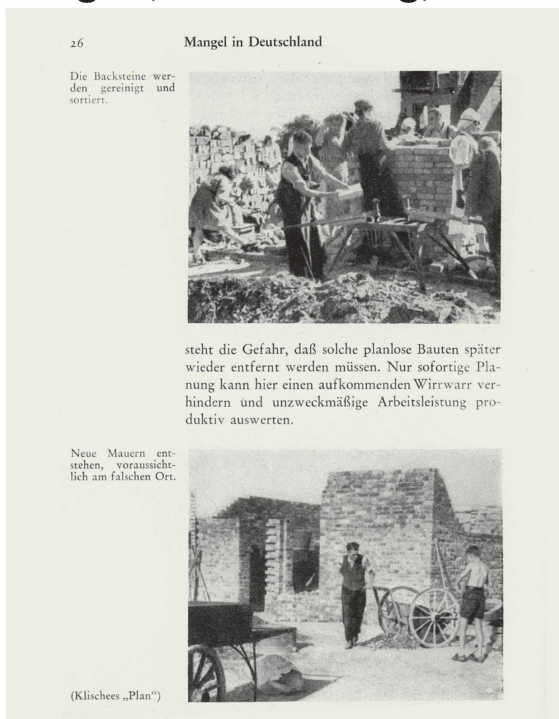 26
Mangel in Deutschland
Die Backsteine wer-
den gereinigt und
sortiert.
steht die Gefahr, daß solche planlose Bauten später
wieder entfernt werden müssen. Nur sofortige Pla-
nung kann hier einen aufkommenden Wirrwarr ver-
hindern und unzweckmäßige Arbeitsleistung pro-
duktiv auswerten.
Neue Mauern ent-
stehen, voraussicht-
lich am falschen Ort.
(Klischees „Plan“)